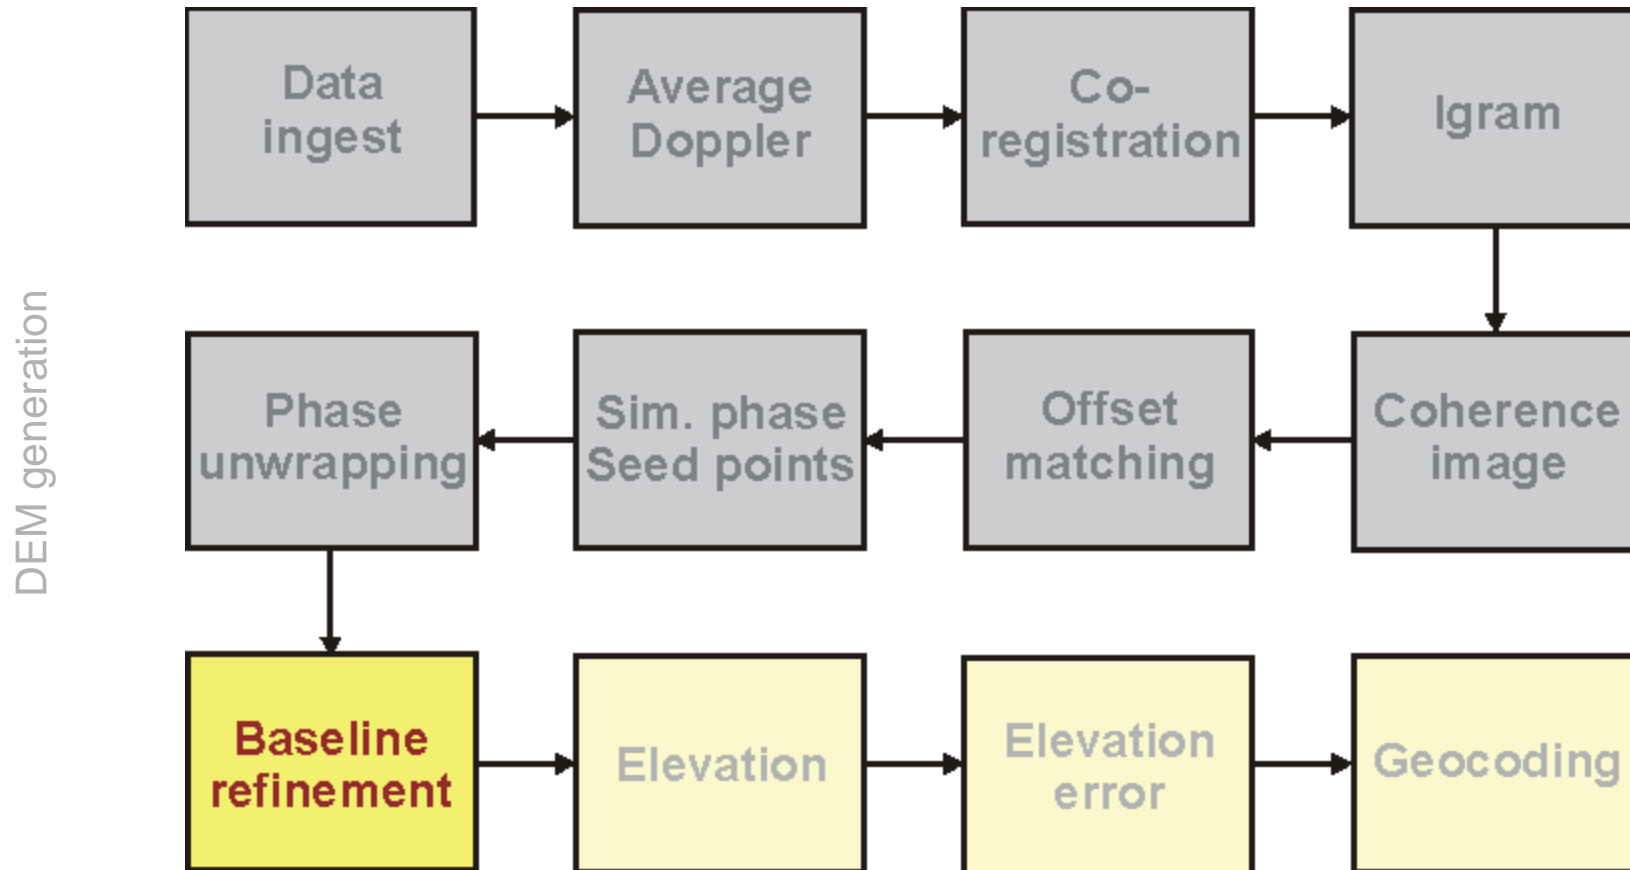 DEM generation
Data
ingest
Average
Doppler
Co-
registration
Igram
Phase
unwrapping
Sim. phase
Seed points
Offset
matching
Coherence
image
Baseline
refinement
Elevation
Elevation
error
Geocoding